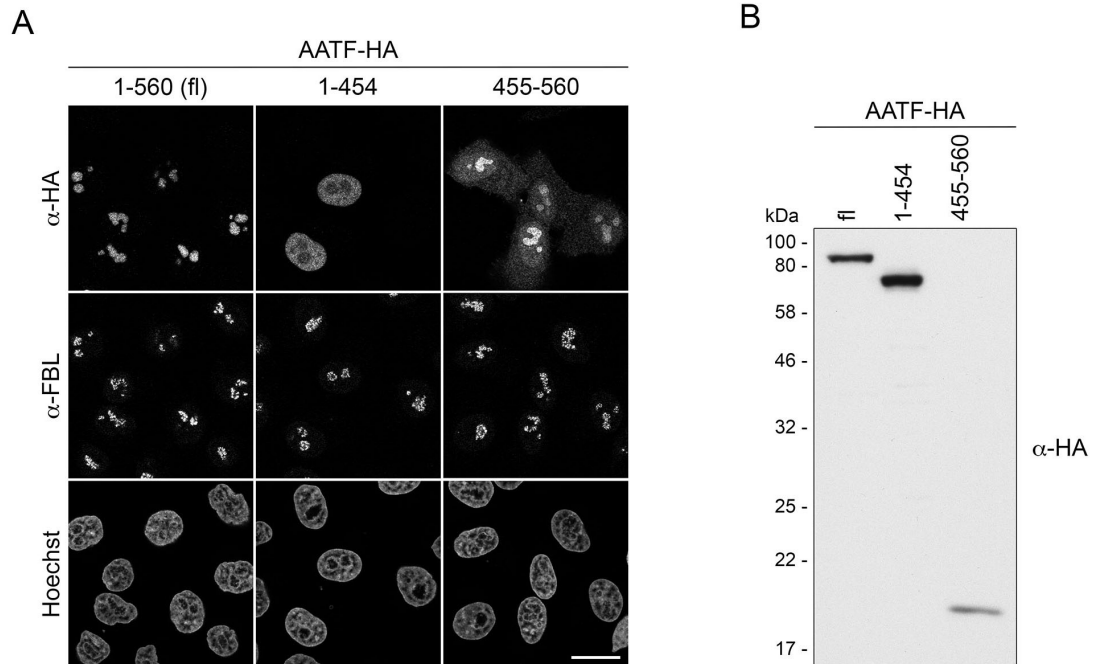 A
AATF-HA
1-560 (fl)
1-454
455-560
α-HA
α-FBL
Hoechst
B
AATF-HA
fl
1-454
455-560
kDa
100 -
80 -
58 -
46 -
32 -
25 -
22 -
17 -
α-HA